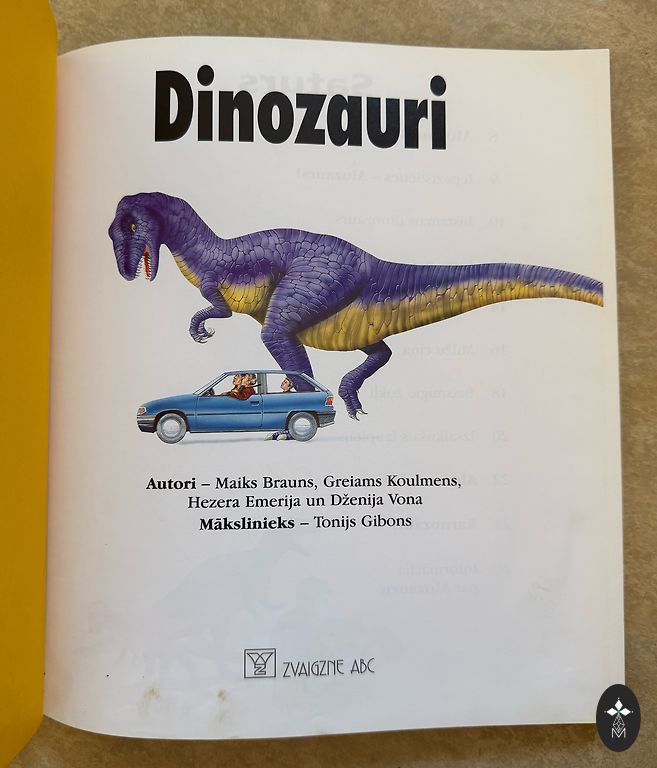 Dinozauri
Autori – Maiks Brauns, Greiams Koulmens,
Hezera Emerija un Dženija Vona
Mākslinieks – Tonijs Gibons
ZVAIGZNE ABC